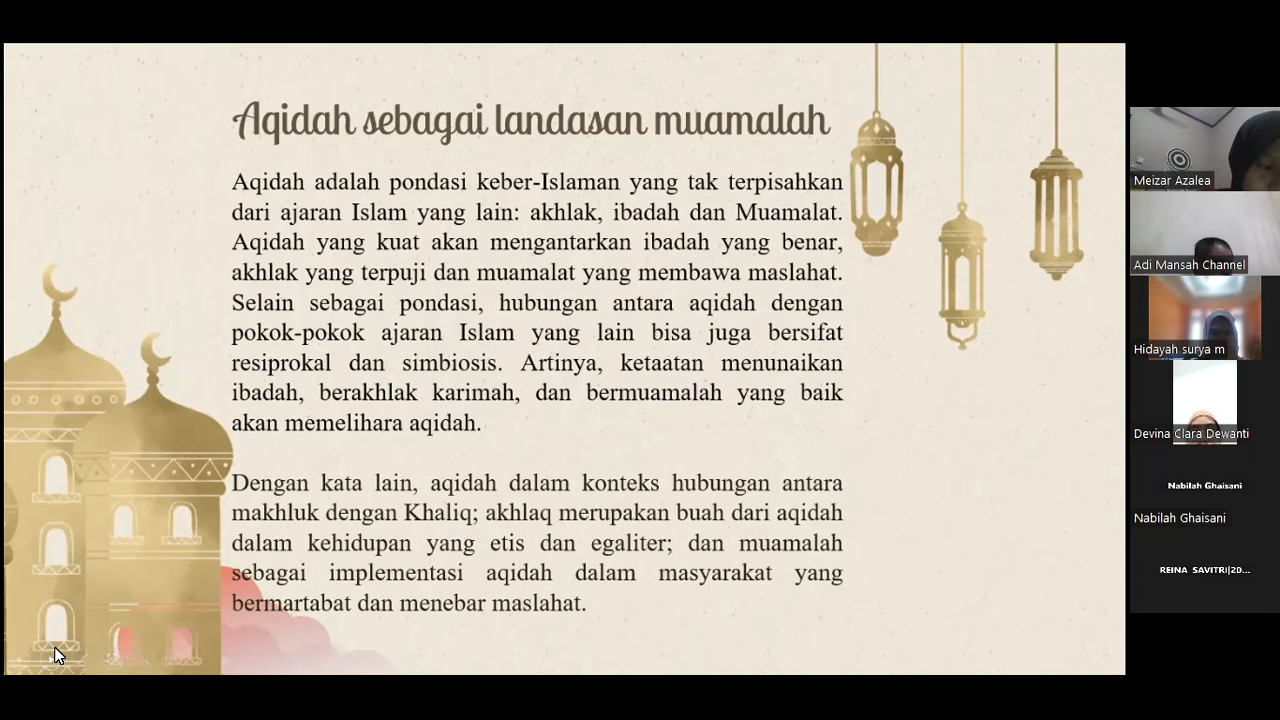 Aqidah sebagai landasan muamalah
Aqidah adalah pondasi keber-Islaman yang tak terpisahkan
dari ajaran Islam yang lain: akhlak, ibadah dan Muamalat.
Aqidah yang kuat akan mengantarkan ibadah yang benar,
akhlak yang terpuji dan muamalat yang membawa maslahat.
Selain sebagai pondasi, hubungan antara aqidah dengan
pokok-pokok ajaran Islam yang lain bisa juga bersifat
resiprokal dan simbiosis. Artinya, ketaatan menunaikan
ibadah, berakhlak karimah, dan bermuamalah yang baik
akan memelihara aqidah.
Dengan kata lain, aqidah dalam konteks hubungan antara
makhluk dengan Khaliq; akhlaq merupakan buah dari aqidah
dalam kehidupan yang etis dan egaliter; dan muamalah
sebagai implementasi aqidah dalam masyarakat yang
bermartabat dan menebar maslahat.
Meizar Azalea
Adi Mansah Channel
Hidayah surya m
Devina Clara Dewanti
Nabilah Ghaisani
Nabilah Ghaisani
REINA SAVITRI|20...